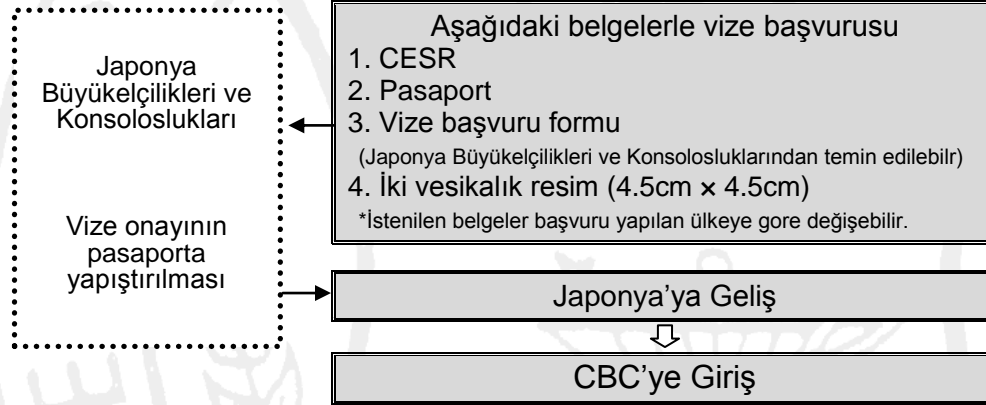 Japonya
Büyükelçilikleri ve
Konsoloslukları
Vize onayının
pasaporta
yapıştırılması
Aşağıdaki belgelerle vize başvurusu
1. CESR
2. Pasaport
3. Vize başvuru formu
(Japonya Büyükelçilikleri ve Konsolosluklarından temin edilebilr)
4. İki vesikalık resim (4.5cm × 4.5cm)
*İstenilen belgeler başvuru yapılan ülkeye gore değişebilir.
Japonya’ya Geliş
CBC’ye Giriş